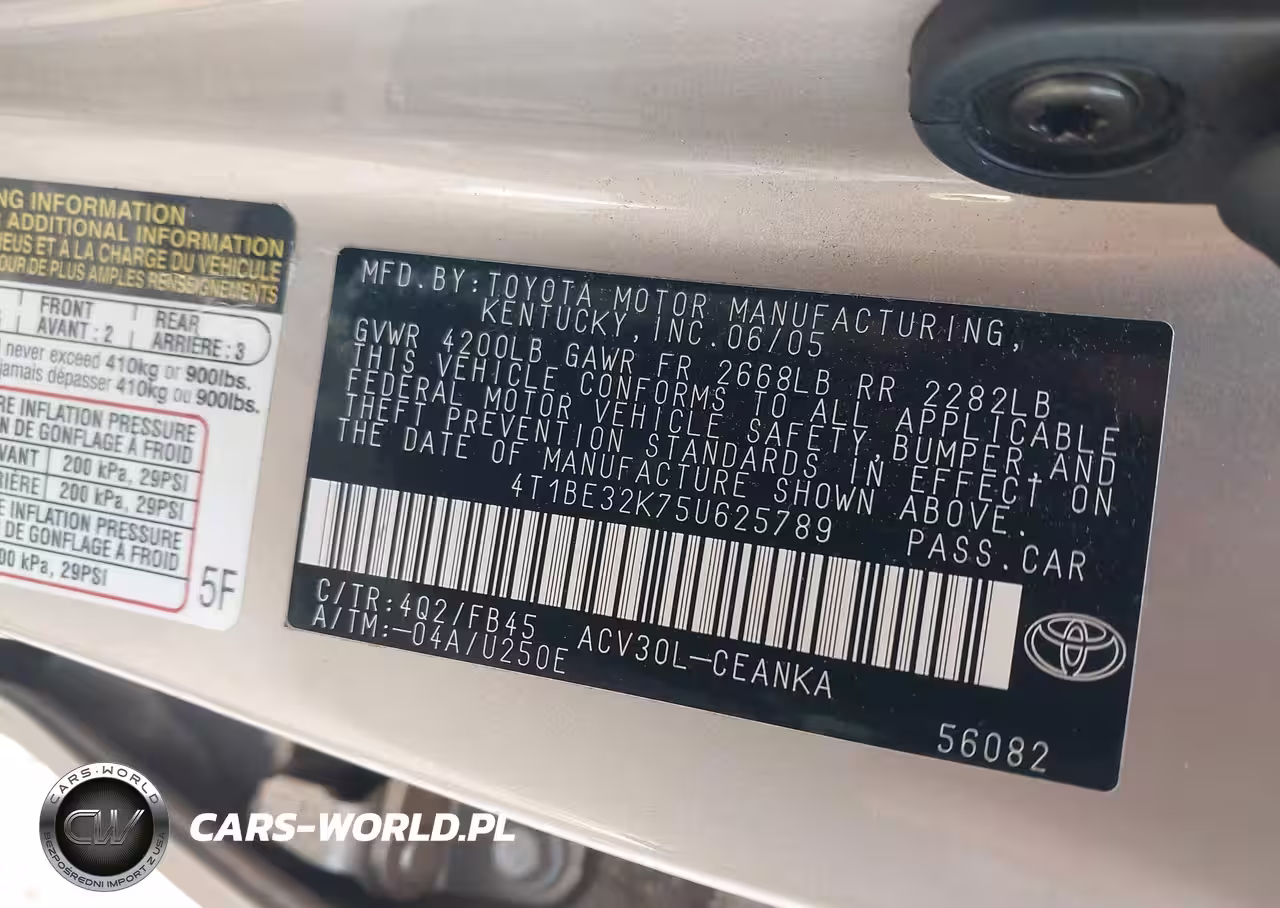 NG INFORMATION
ADDITIONAL INFORMATION
ET À LA CHARGE DU VÉHICULE
DE PLUS AMPLES RENSEIGNEMENTS
FRONT
AVANT : 2
REAR
ARRIÈRE : 3
never exceed 410kg or 900lbs.
jamais dépasser 410kg ou 900lbs.
RE INFLATION PRESSURE
N DE GONFLAGE À FROID
VANT 200 kPa, 29PSI
RIÈRE 200 kPa, 29PSI
E INFLATION PRESSURE
DE GONFLAGE À FROID
00 kPa, 29PSI
5F
MFD.BY:TOYOTA MOTOR MANUFACTURING,
KENTUCKY, INC.06/05
GVWR 4200LB GAWR FR 2668LB RR 2282LB
THIS VEHICLE CONFORMS TO ALL APPLICABLE
FEDERAL MOTOR VEHICLE SAFETY,BUMPER,AND
THEFT PREVENTION STANDARDS IN EFFECT ON
THE DATE OF MANUFACTURE SHOWN ABOVE.
4T1BE32K75U625789 PASS.CAR
C/TR:4Q2/FB45 ACV30L-CEANKA
A/TM:-04A/U250E
56082
CARS-WORLD
CW
BEZPOŚREDNI IMPORT Z USA
CARS-WORLD.PL